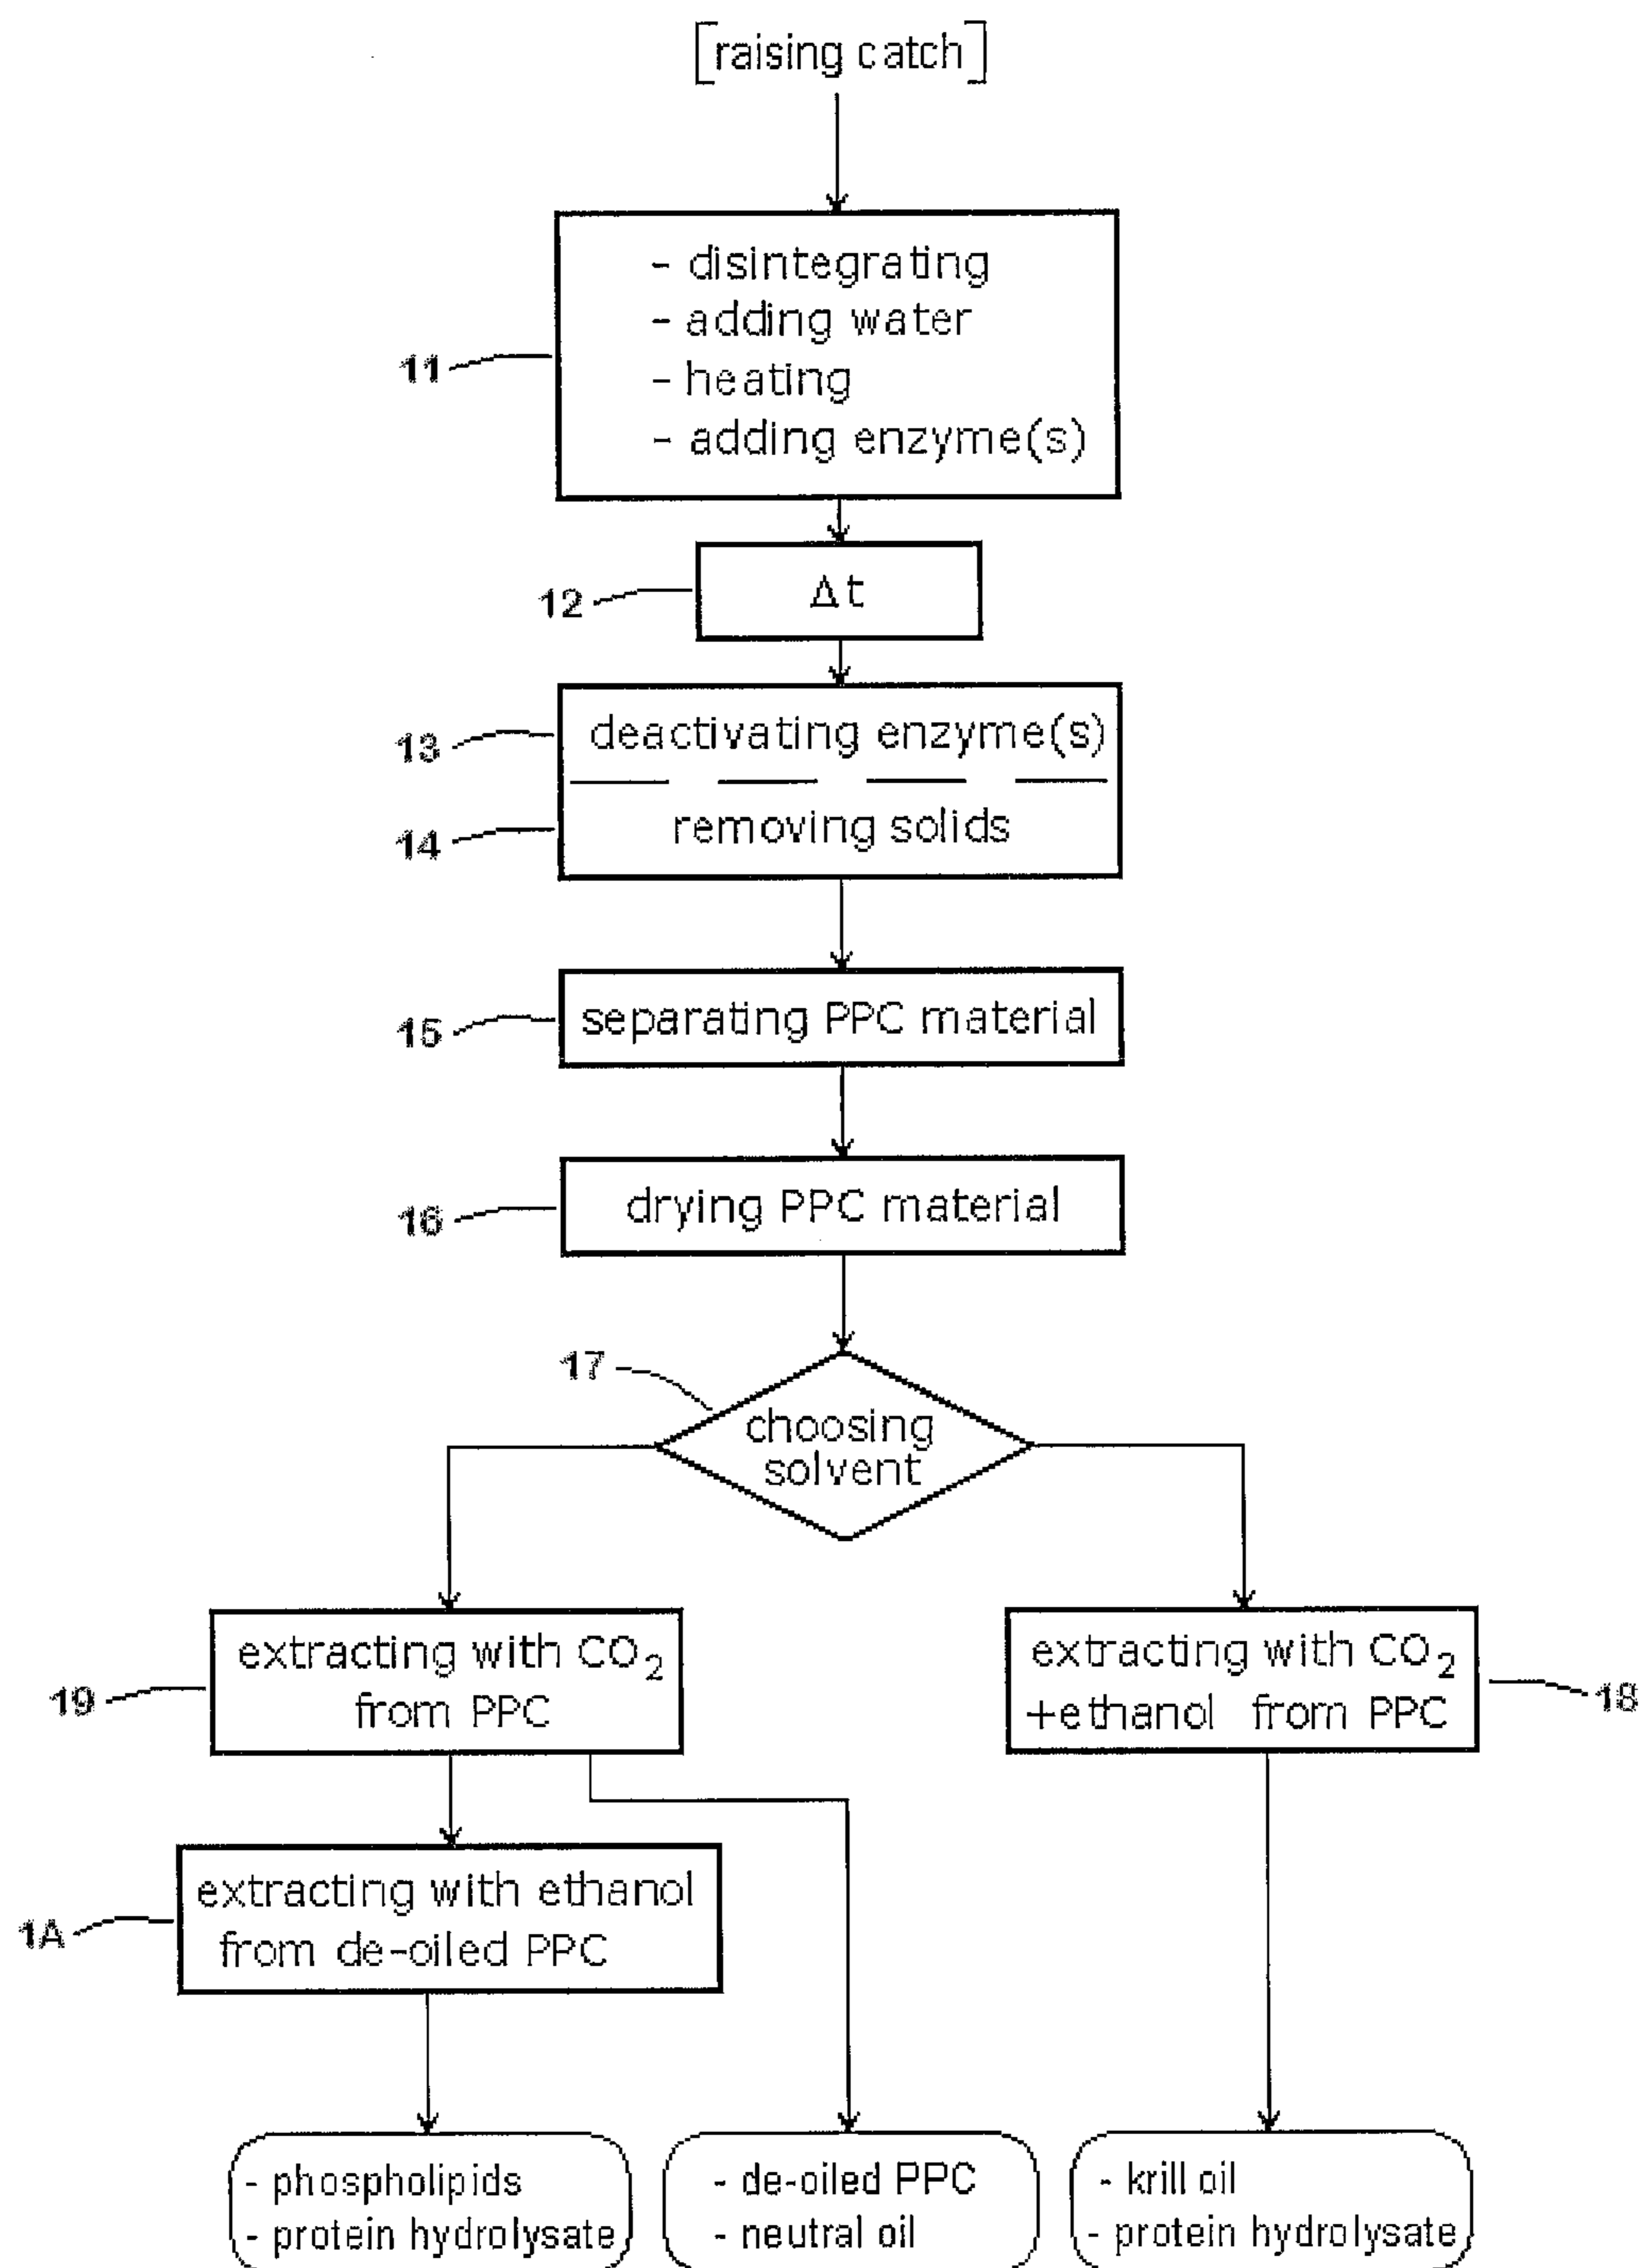 [raising catch]
- disintegrating
- adding water
- heating
- adding enzyme(s)
11
Δt
12
deactivating enzyme(s)
13
removing solids
14
separating PPC material
15
drying PPC material
16
17
choosing
solvent
extracting with CO₂
from PPC
19
extracting with CO₂
+ethanol from PPC
18
extracting with ethanol
from de-oiled PPC
1A
- phospholipids
- protein hydrolysate
- de-oiled PPC
- neutral oil
- krill oil
- protein hydrolysate